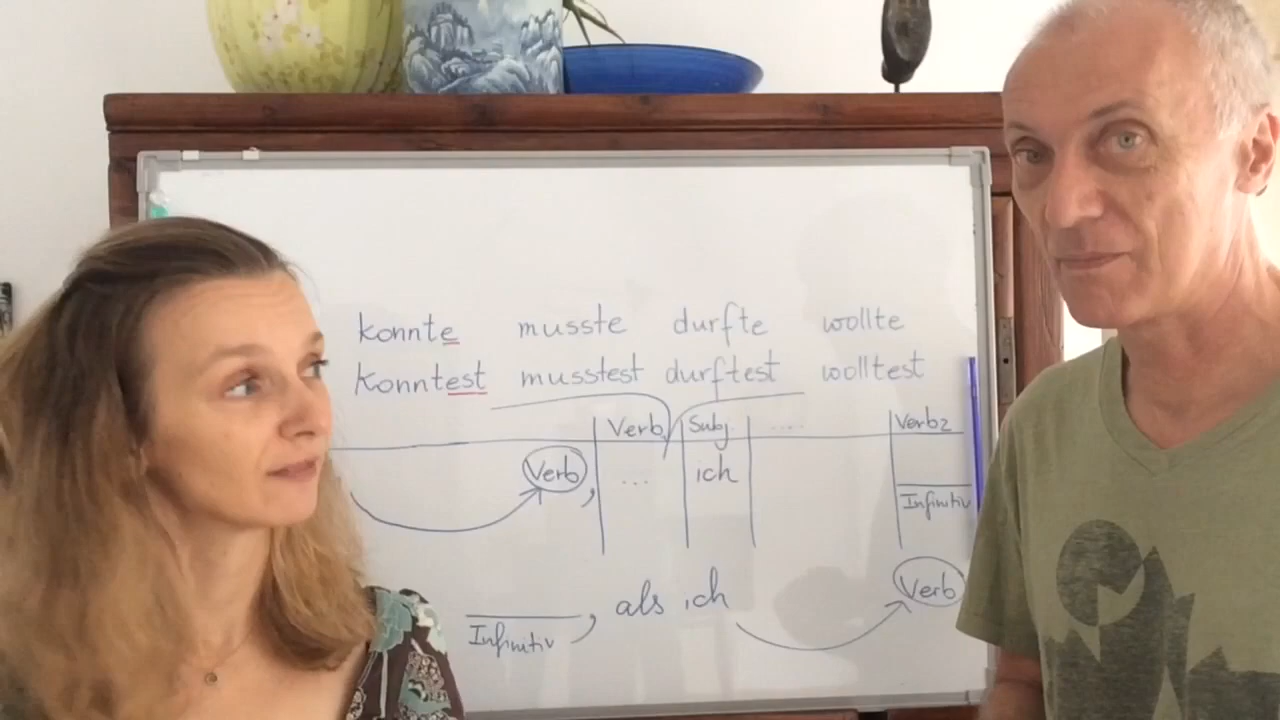 konnte musste durfte wollte
konntest musstest durftest wolltest
Verb Subj ..... Verb2
Verb, ... ich
Infinitiv
als ich Verb
Infinitiv ,